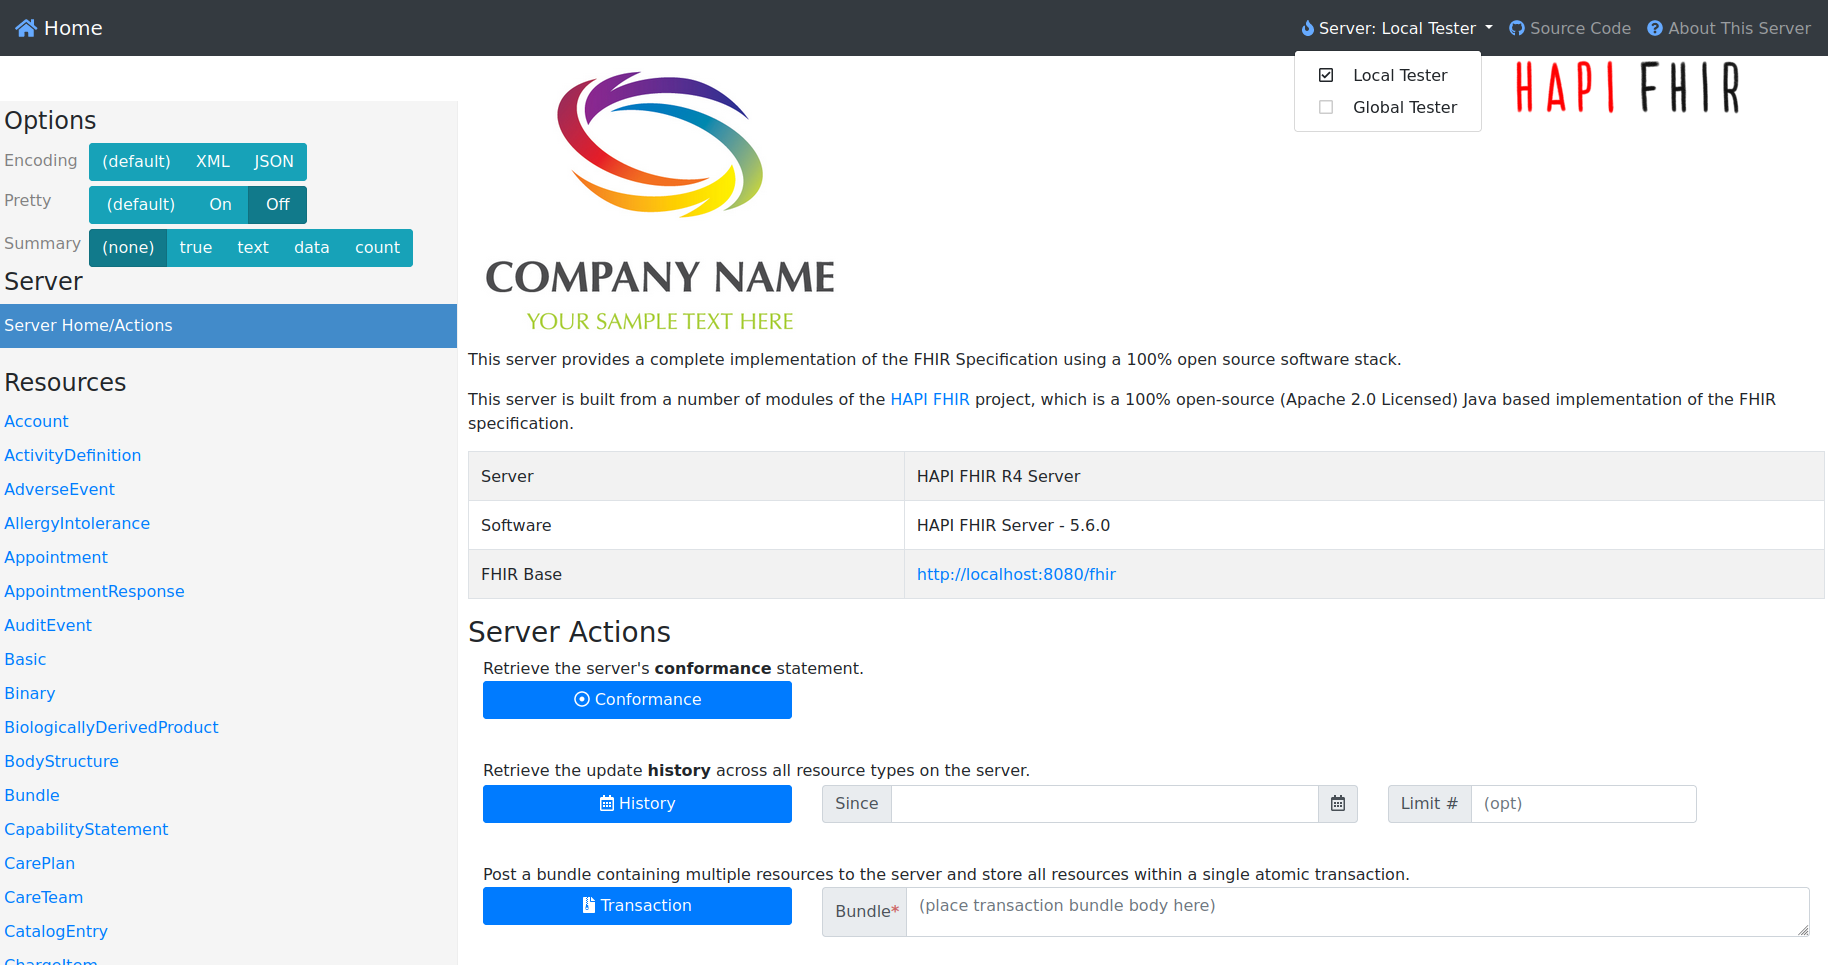 Home
Server: Local Tester
Source Code
About This Server
Local Tester
Global Tester
HAPI FHIR
Options
Encoding (default) XML JSON
Pretty (default) On Off
Summary (none) true text data count
Server
Server Home/Actions
Resources
Account
ActivityDefinition
AdverseEvent
AllergyIntolerance
Appointment
AppointmentResponse
AuditEvent
Basic
Binary
BiologicallyDerivedProduct
BodyStructure
Bundle
CapabilityStatement
CarePlan
CareTeam
CatalogEntry
ChargeItem
COMPANY NAME
YOUR SAMPLE TEXT HERE
This server provides a complete implementation of the FHIR Specification using a 100% open source software stack.
This server is built from a number of modules of the HAPI FHIR project, which is a 100% open-source (Apache 2.0 Licensed) Java based implementation of the FHIR
specification.
Server HAPI FHIR R4 Server
Software HAPI FHIR Server - 5.6.0
FHIR Base http://localhost:8080/fhir
Server Actions
Retrieve the server's conformance statement.
Conformance
Retrieve the update history across all resource types on the server.
History Since Limit # (opt)
Post a bundle containing multiple resources to the server and store all resources within a single atomic transaction.
Transaction Bundle* (place transaction bundle body here)